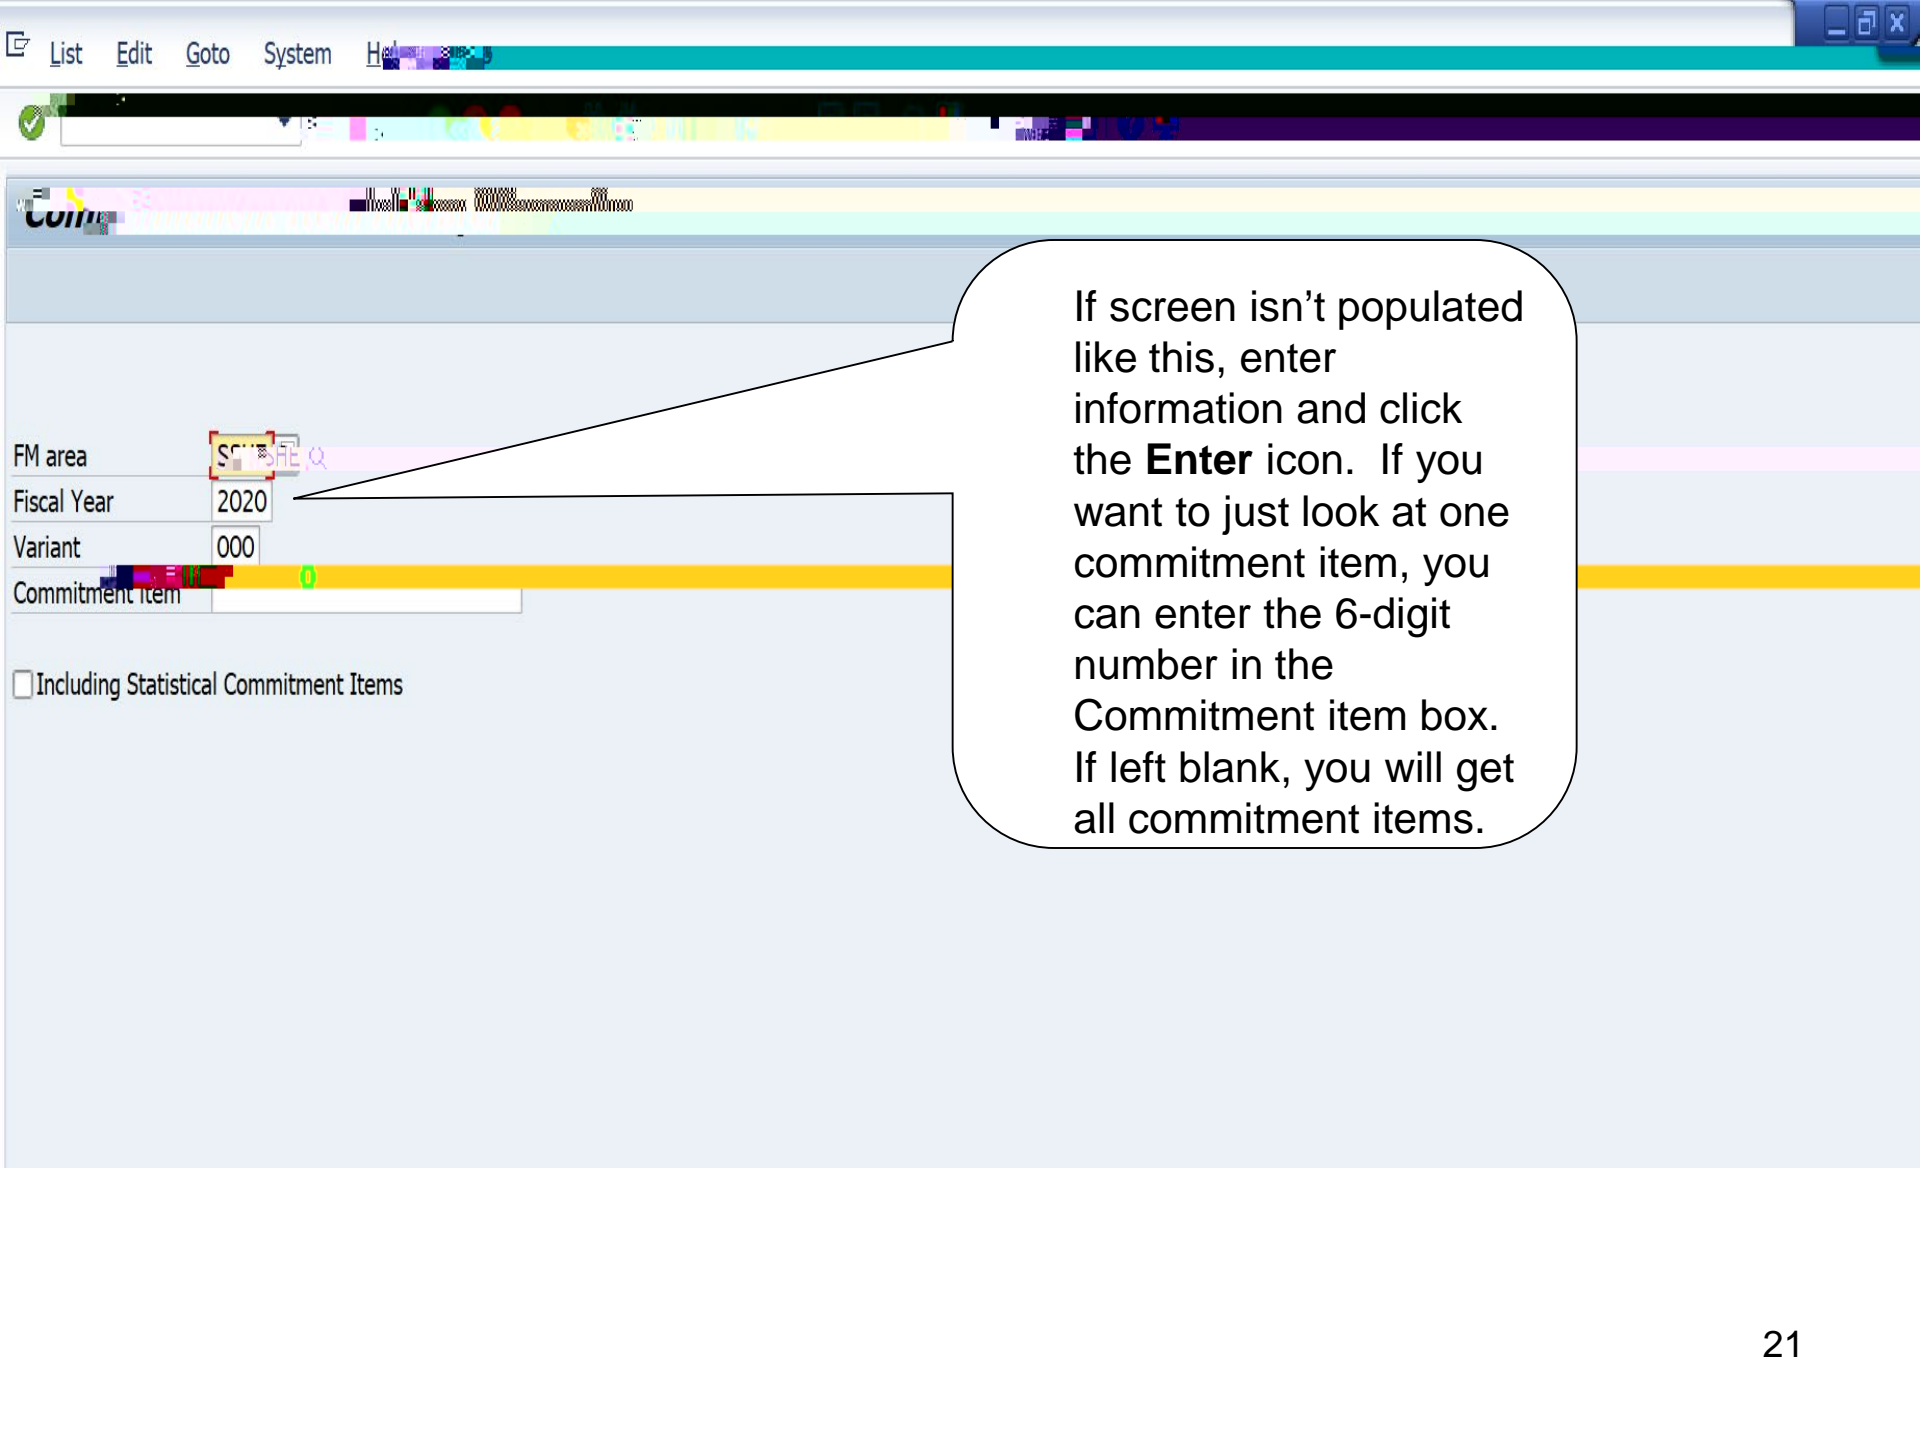 List Edit Goto System
If screen isn’t populated
like this, enter
information and click
the Enter icon. If you
want to just look at one
commitment item, you
can enter the 6-digit
number in the
Commitment item box.
If left blank, you will get
all commitment items.
FM area
Fiscal Year 2020
Variant 000
Commitment item
Including Statistical Commitment Items
21